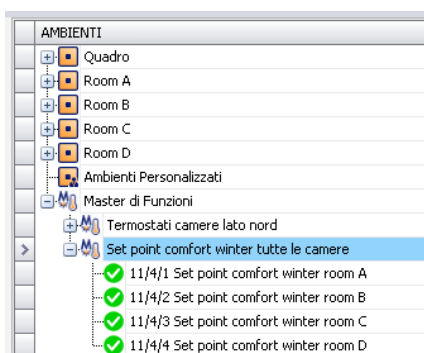 AMBIENTI
Quadro
Room A
Room B
Room C
Room D
Ambienti Personalizzati
Master di Funzioni
Termostati camere lato nord
Set point comfort winter tutte le camere
11/4/1 Set point comfort winter room A
11/4/2 Set point comfort winter room B
11/4/3 Set point comfort winter room C
11/4/4 Set point comfort winter room D